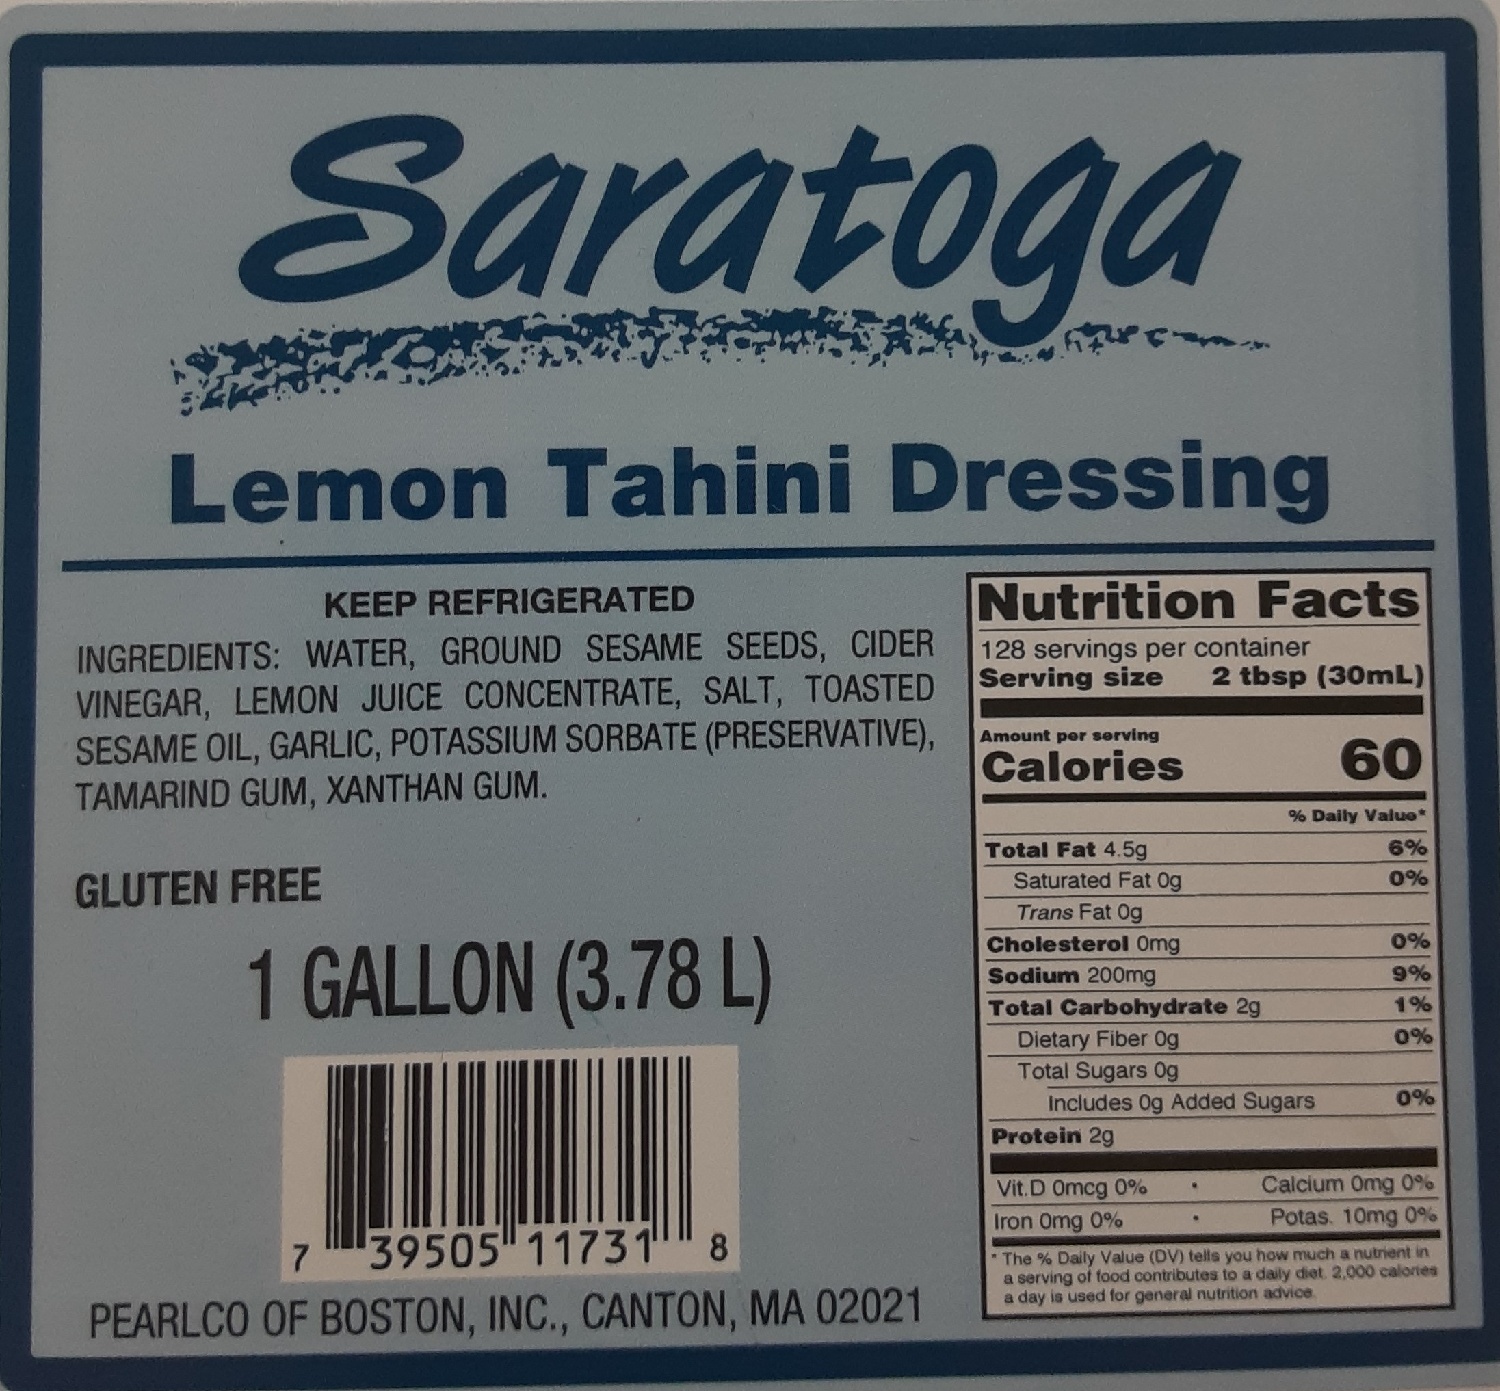 Saratoga
Lemon Tahini Dressing
KEEP REFRIGERATED
INGREDIENTS: WATER, GROUND SESAME SEEDS, CIDER
VINEGAR, LEMON JUICE CONCENTRATE, SALT, TOASTED
SESAME OIL, GARLIC, POTASSIUM SORBATE (PRESERVATIVE),
TAMARIND GUM, XANTHAN GUM.
GLUTEN FREE
1 GALLON (3.78 L)
7 39505 11731 8
PEARLCO OF BOSTON, INC., CANTON, MA 02021
Nutrition Facts
128 servings per container
Serving size 2 tbsp (30mL)
Amount per serving
Calories 60
% Daily Value*
Total Fat 4.5g 6%
Saturated Fat 0g 0%
Trans Fat 0g
Cholesterol 0mg 0%
Sodium 200mg 9%
Total Carbohydrate 2g 1%
Dietary Fiber 0g 0%
Total Sugars 0g
Includes 0g Added Sugars 0%
Protein 2g
Vit.D 0mcg 0% • Calcium 0mg 0%
Iron 0mg 0% • Potas. 10mg 0%
* The % Daily Value (DV) tells you how much a nutrient in
a serving of food contributes to a daily diet. 2,000 calories
a day is used for general nutrition advice.